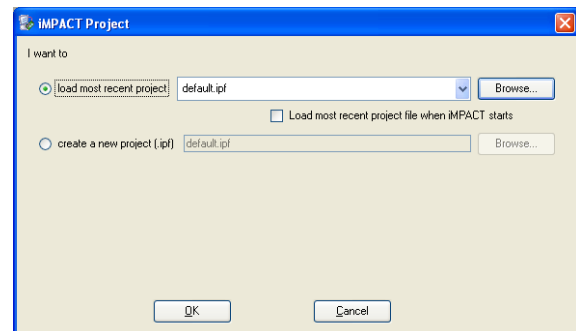 iMPACT Project
I want to
load most recent project default.ipf Browse...
Load most recent project file when iMPACT starts
create a new project (.ipf) default.ipf Browse...
OK Cancel